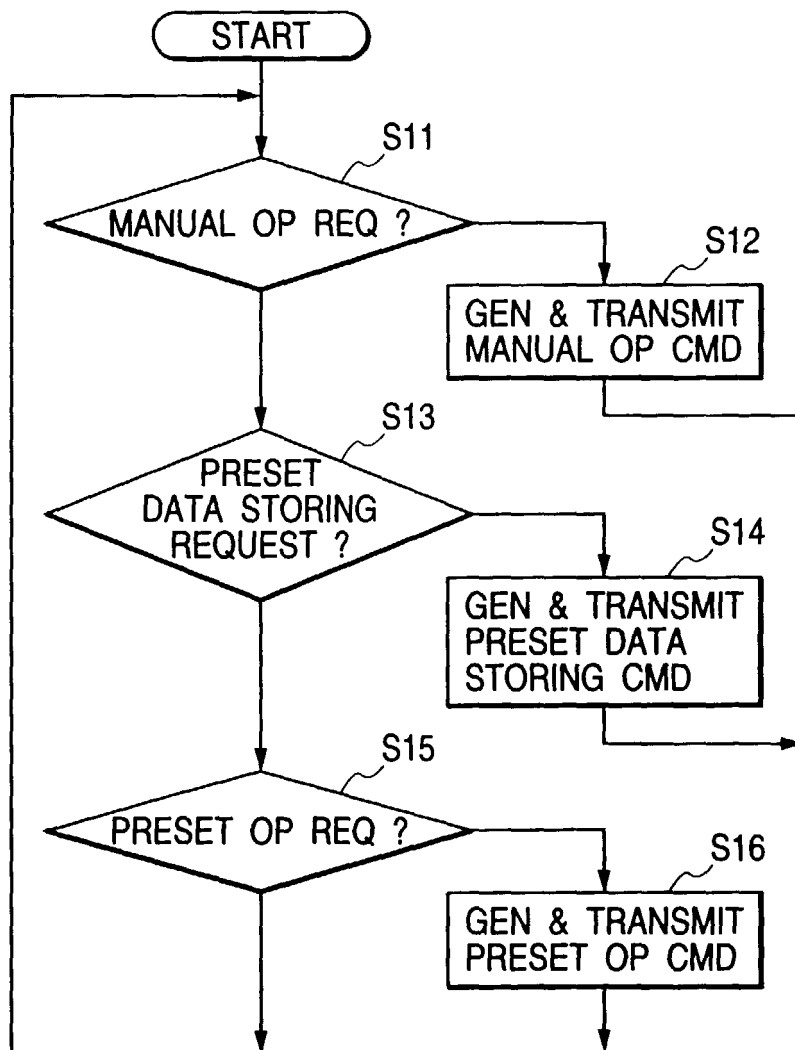 START
S11
MANUAL OP REQ ?
S12
GEN & TRANSMIT
MANUAL OP CMD
S13
PRESET
DATA STORING
REQUEST ?
S14
GEN & TRANSMIT
PRESET DATA
STORING CMD
S15
PRESET OP REQ ?
S16
GEN & TRANSMIT
PRESET OP CMD